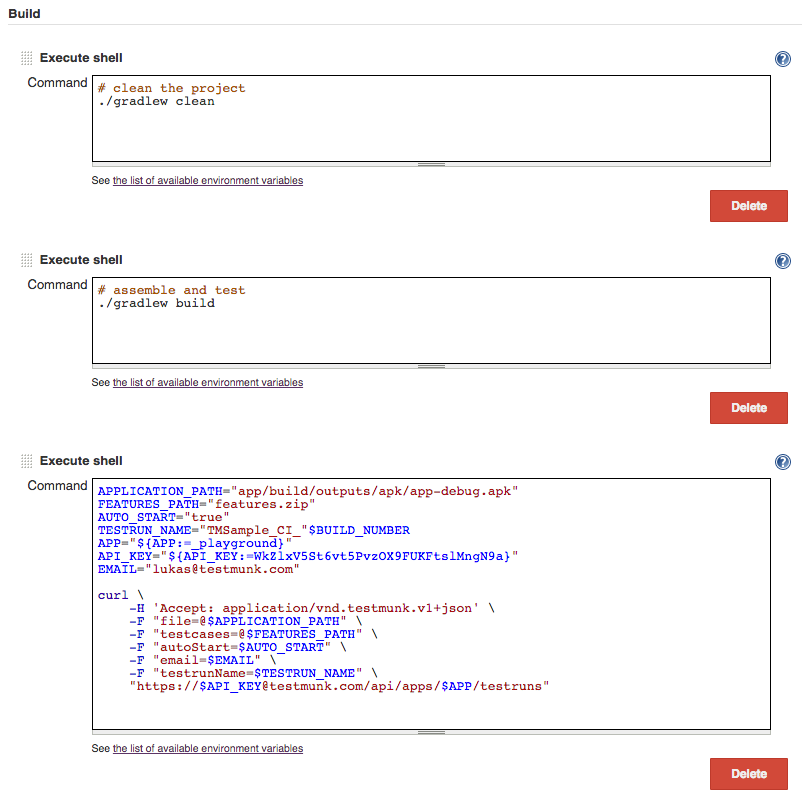 Build
Execute shell
?
Command
# clean the project
./gradlew clean
See the list of available environment variables
Delete
Execute shell
?
Command
# assemble and test
./gradlew build
See the list of available environment variables
Delete
Execute shell
?
Command
APPLICATION_PATH="app/build/outputs/apk/app-debug.apk"
FEATURES_PATH="features.zip"
AUTO_START="true"
TESTRUN_NAME="TMSample_CI_"$BUILD_NUMBER
APP="${APP:=_playground}"
API_KEY="${API_KEY:=WkZlxV5St6vt5PvzOX9FUKFtslMngN9a}"
EMAIL="lukas@testmunk.com"
curl \
-H 'Accept: application/vnd.testmunk.v1+json' \
-F "file=@$APPLICATION_PATH" \
-F "testcases=@$FEATURES_PATH" \
-F "autoStart=$AUTO_START" \
-F "email=$EMAIL" \
-F "testrunName=$TESTRUN_NAME" \
"https://$API_KEY@testmunk.com/api/apps/$APP/testruns"
See the list of available environment variables
Delete